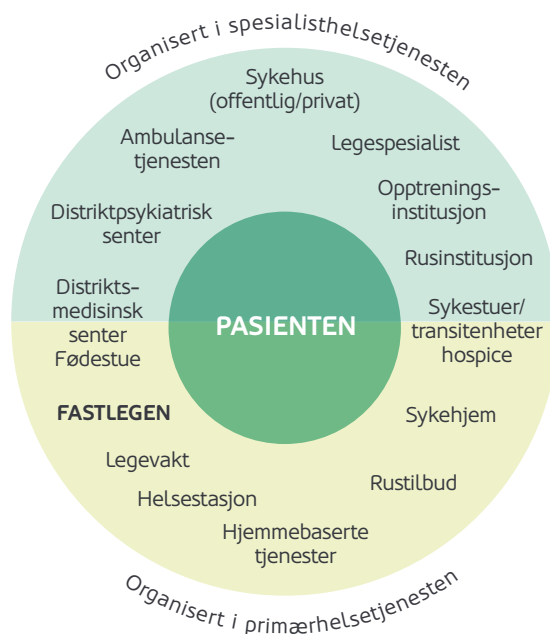 Organisert i spesialisthelsetjenesten
Sykehus
(offentlig/privat)
Ambulanse-
tjenesten
Legespesialist
Opptrenings-
institusjon
Distriktpsykiatrisk
senter
Rusinstitusjon
Distrikts-
medisinsk
senter
Fødestue
PASIENTEN
Sykestuer/
transitenheter
hospice
FASTLEGEN
Sykehjem
Legevakt
Rustilbud
Helsestasjon
Hjemmebaserte
tjenester
Organisert i primærhelsetjenesten